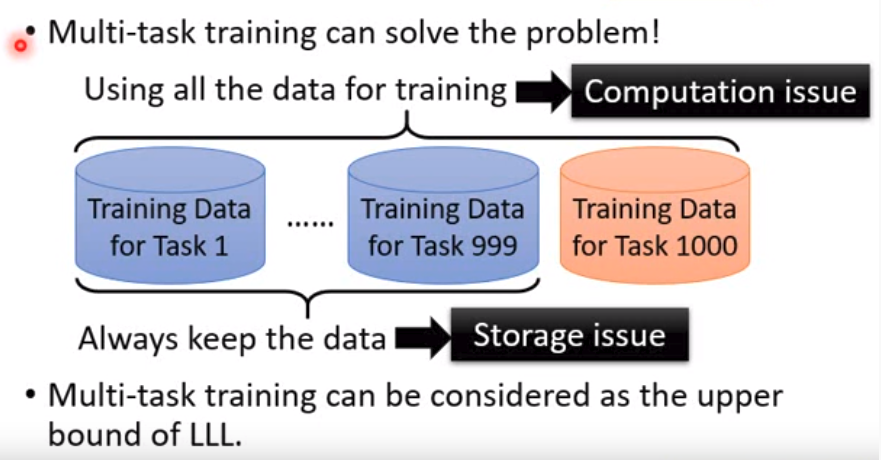 • Multi-task training can solve the problem!
Using all the data for training
Computation issue
Training Data
for Task 1
......
Training Data
for Task 999
Training Data
for Task 1000
Always keep the data
Storage issue
• Multi-task training can be considered as the upper
bound of LLL.